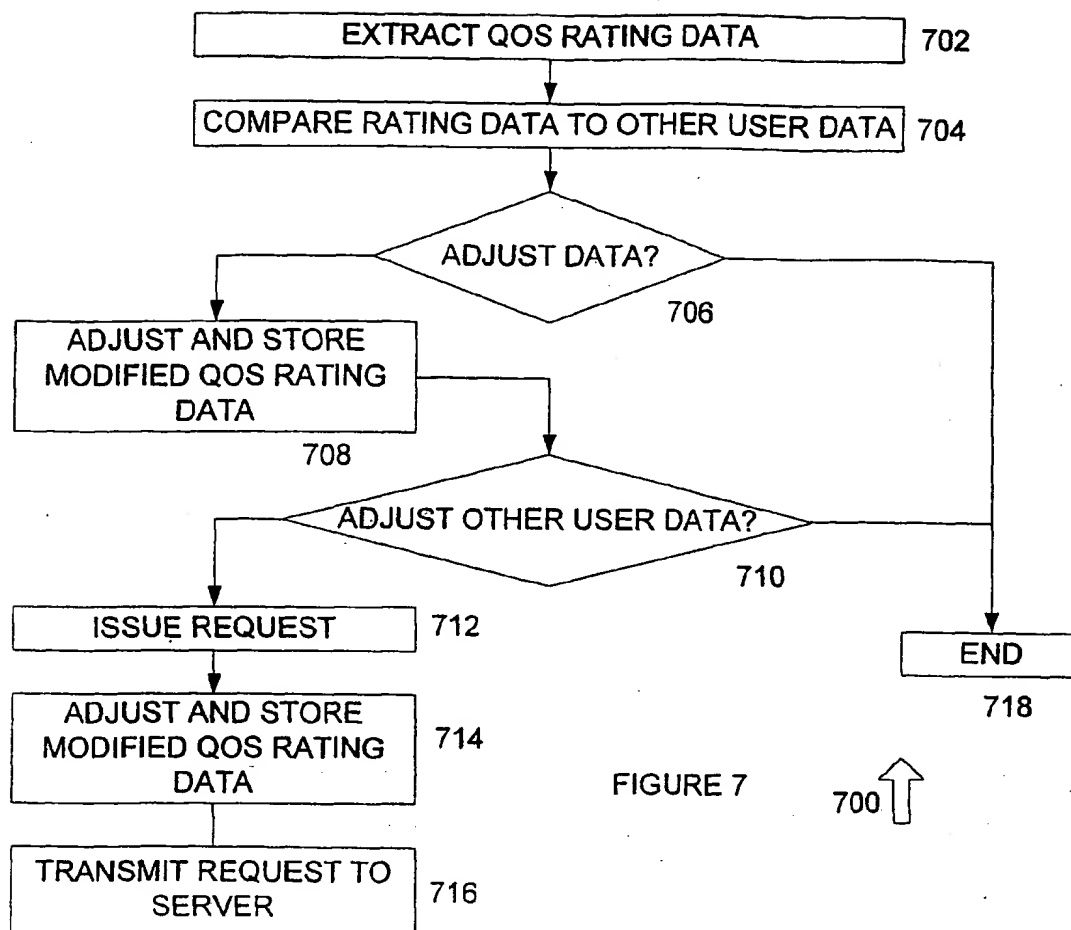 EXTRACT QOS RATING DATA
702
COMPARE RATING DATA TO OTHER USER DATA
704
ADJUST DATA?
706
ADJUST AND STORE
MODIFIED QOS RATING
DATA
708
ADJUST OTHER USER DATA?
710
ISSUE REQUEST
712
END
718
ADJUST AND STORE
MODIFIED QOS RATING
DATA
714
FIGURE 7
700
TRANSMIT REQUEST TO
SERVER
716